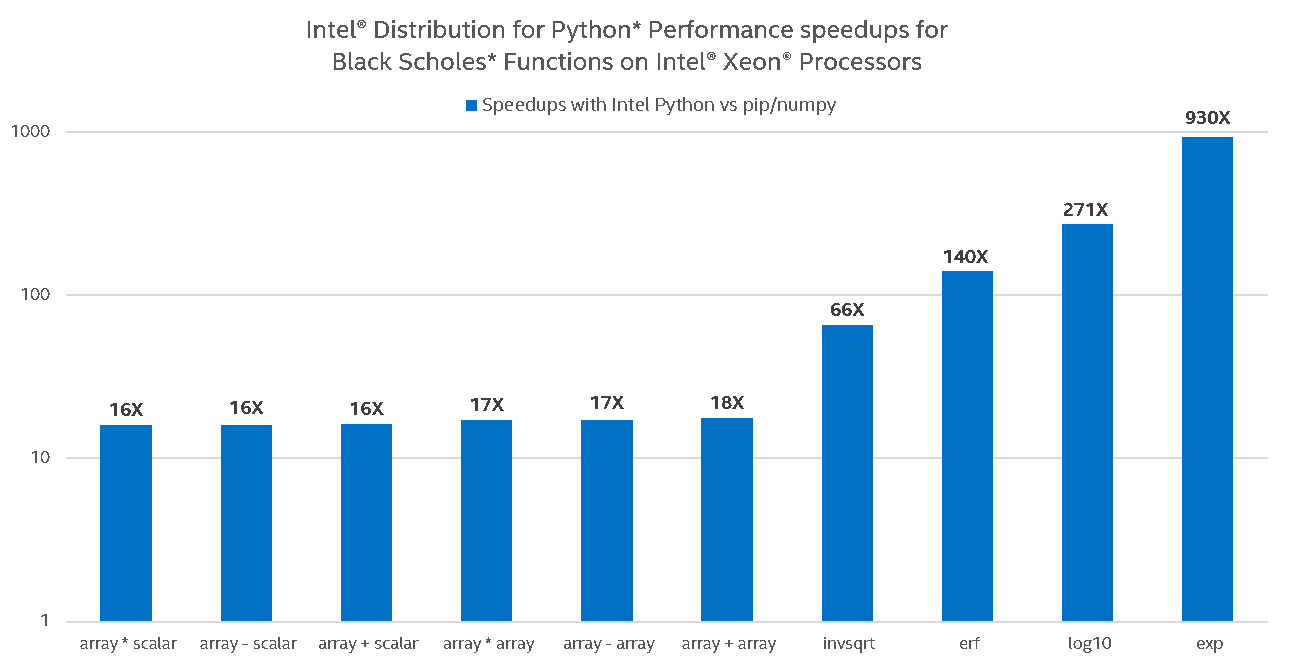 Intel® Distribution for Python* Performance speedups for
Black Scholes* Functions on Intel® Xeon® Processors
Speedups with Intel Python vs pip/numpy
1000
100
10
1
16X
16X
16X
17X
17X
18X
66X
140X
271X
930X
array * scalar
array - scalar
array + scalar
array * array
array - array
array + array
invsqrt
erf
log10
exp